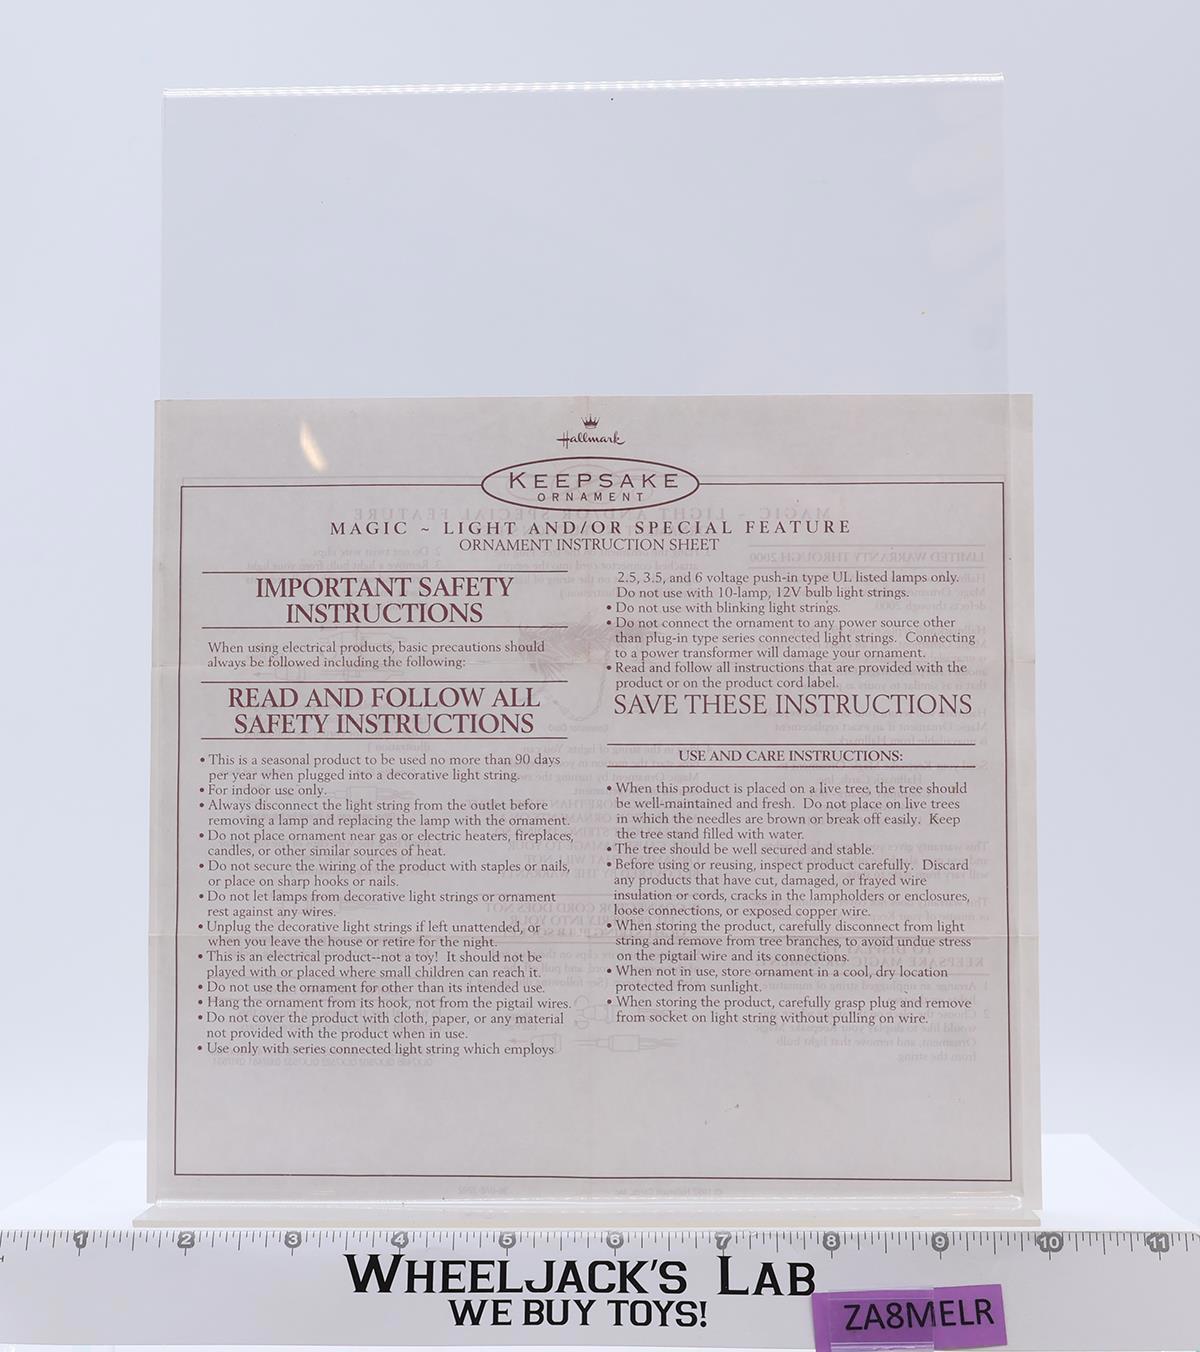 Hallmark
KEEPSAKE
ORNAMENT
MAGIC ~ LIGHT AND/OR SPECIAL FEATURE
ORNAMENT INSTRUCTION SHEET
IMPORTANT SAFETY
INSTRUCTIONS
When using electrical products, basic precautions should
always be followed including the following:
READ AND FOLLOW ALL
SAFETY INSTRUCTIONS
• This is a seasonal product to be used no more than 90 days
per year when plugged into a decorative light string.
• For indoor use only.
• Always disconnect the light string from the outlet before
removing a lamp and replacing the lamp with the ornament.
• Do not place ornament near gas or electric heaters, fireplaces,
candles, or other similar sources of heat.
• Do not secure the wiring of the product with staples or nails,
or place on sharp hooks or nails.
• Do not let lamps from decorative light strings or ornament
rest against any wires.
• Unplug the decorative light strings if left unattended, or
when you leave the house or retire for the night.
• This is an electrical product--not a toy! It should not be
played with or placed where small children can reach it.
• Do not use the ornament for other than its intended use.
• Hang the ornament from its hook, not from the pigtail wires.
• Do not cover the product with cloth, paper, or any material
not provided with the product when in use.
• Use only with series connected light string which employs
2.5, 3.5, and 6 voltage push-in type UL listed lamps only.
Do not use with 10-lamp, 12V bulb light strings.
• Do not use with blinking light strings.
• Do not connect the ornament to any power source other
than plug-in type series connected light strings. Connecting
to a power transformer will damage your ornament.
• Read and follow all instructions that are provided with the
product or on the product cord label.
SAVE THESE INSTRUCTIONS
USE AND CARE INSTRUCTIONS:
• When this product is placed on a live tree, the tree should
be well-maintained and fresh. Do not place on live trees
in which the needles are brown or break off easily. Keep
the tree stand filled with water.
• The tree should be well secured and stable.
• Before using or reusing, inspect product carefully. Discard
any products that have cut, damaged, or frayed wire
insulation or cords, cracks in the lampholders or enclosures,
loose connections, or exposed copper wire.
• When storing the product, carefully disconnect from light
string and remove from tree branches, to avoid undue stress
on the pigtail wire and its connections.
• When not in use, store ornament in a cool, dry location
protected from sunlight.
• When storing the product, carefully grasp plug and remove
from socket on light string without pulling on wire.
1 2 3 4 5 6 7 8 9 10 11
WHEELJACK'S LAB
WE BUY TOYS!
ZA8MELR